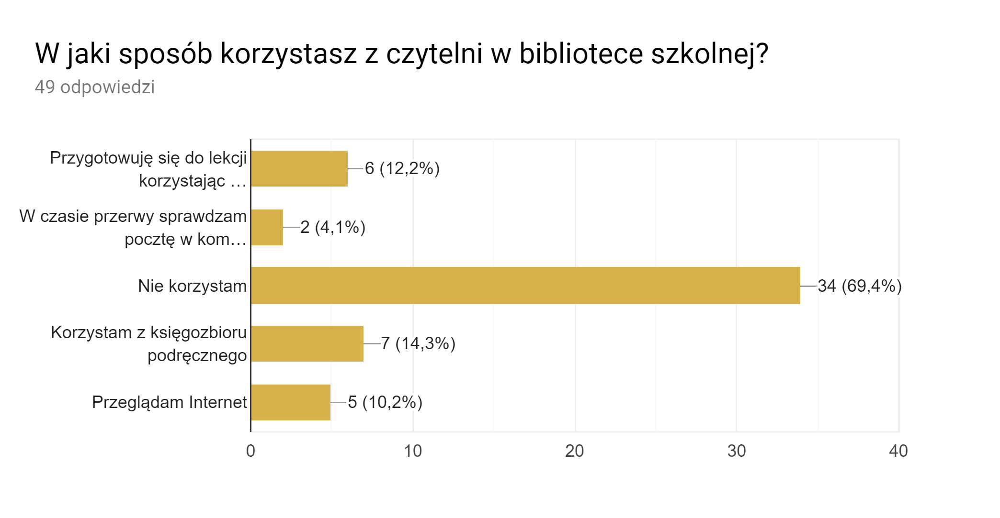 W jaki sposób korzystasz z czytelni w bibliotece szkolnej?
49 odpowiedzi
Przygotowuję się do lekcji
korzystając …
6 (12,2%)
W czasie przerwy sprawdzam
pocztę w kom…
2 (4,1%)
Nie korzystam
34 (69,4%)
Korzystam z księgozbioru
podręcznego
7 (14,3%)
Przeglądam Internet
5 (10,2%)
0 10 20 30 40